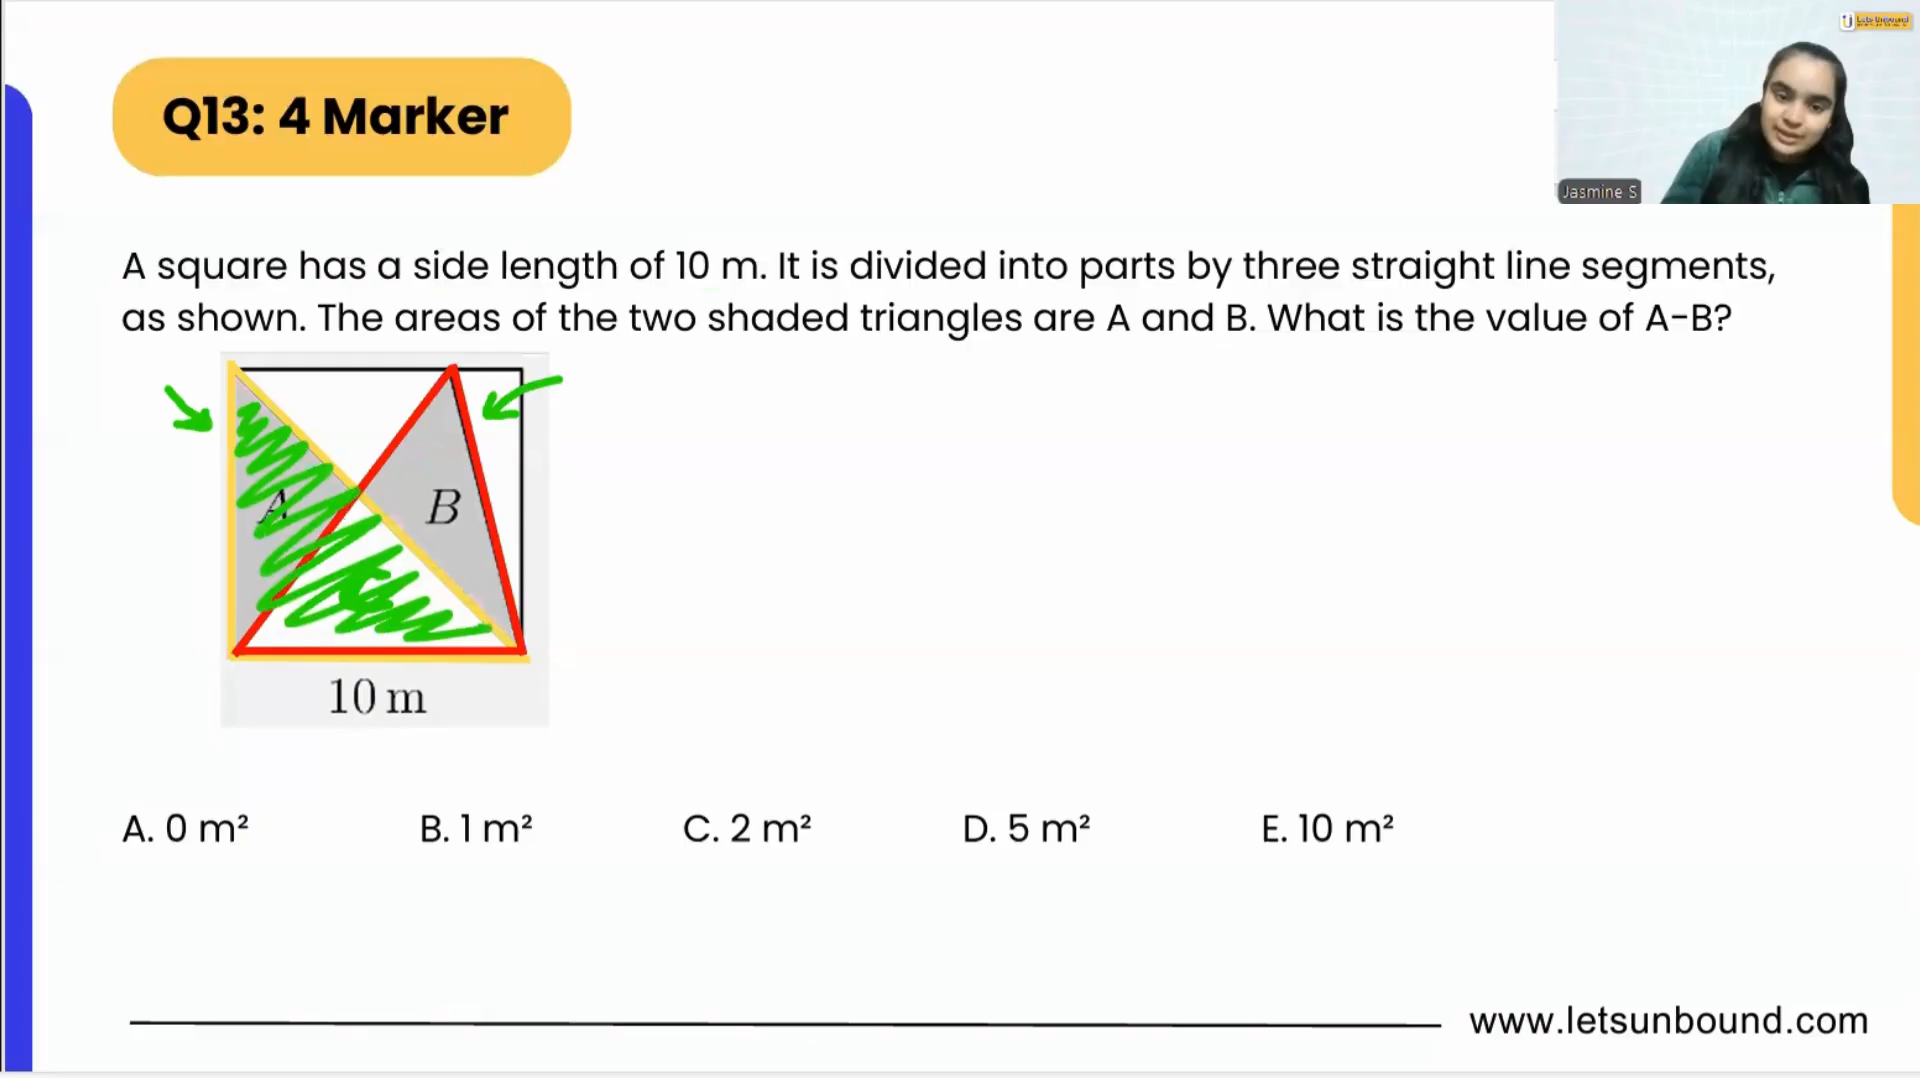 Q13: 4 Marker
Jasmine S
A square has a side length of 10 m. It is divided into parts by three straight line segments,
as shown. The areas of the two shaded triangles are A and B. What is the value of A-B?
A
B
10 m
A. 0 m²
B. 1 m²
C. 2 m²
D. 5 m²
E. 10 m²
www.letsunbound.com